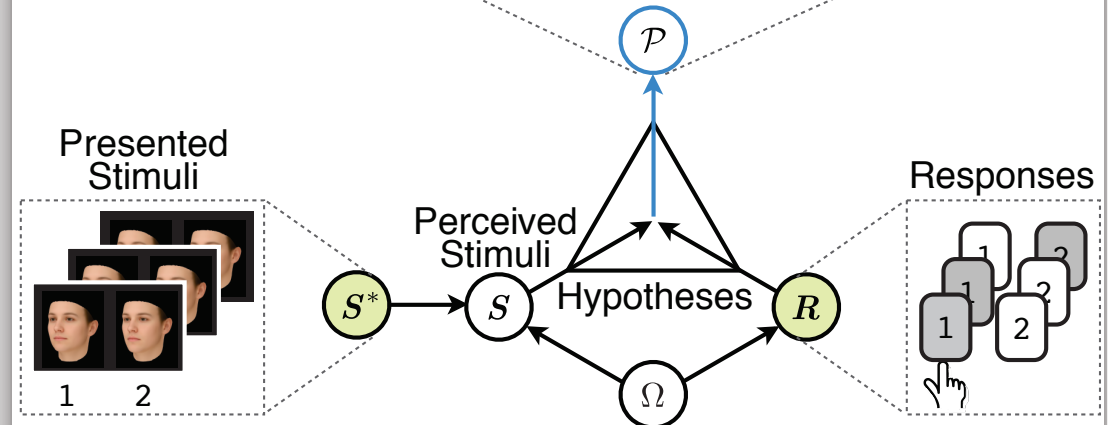 𝒫
Presented
Stimuli
Responses
Perceived
Stimuli
S*
S
Hypotheses
R
Ω
1 2
1 2
1 2
1 2